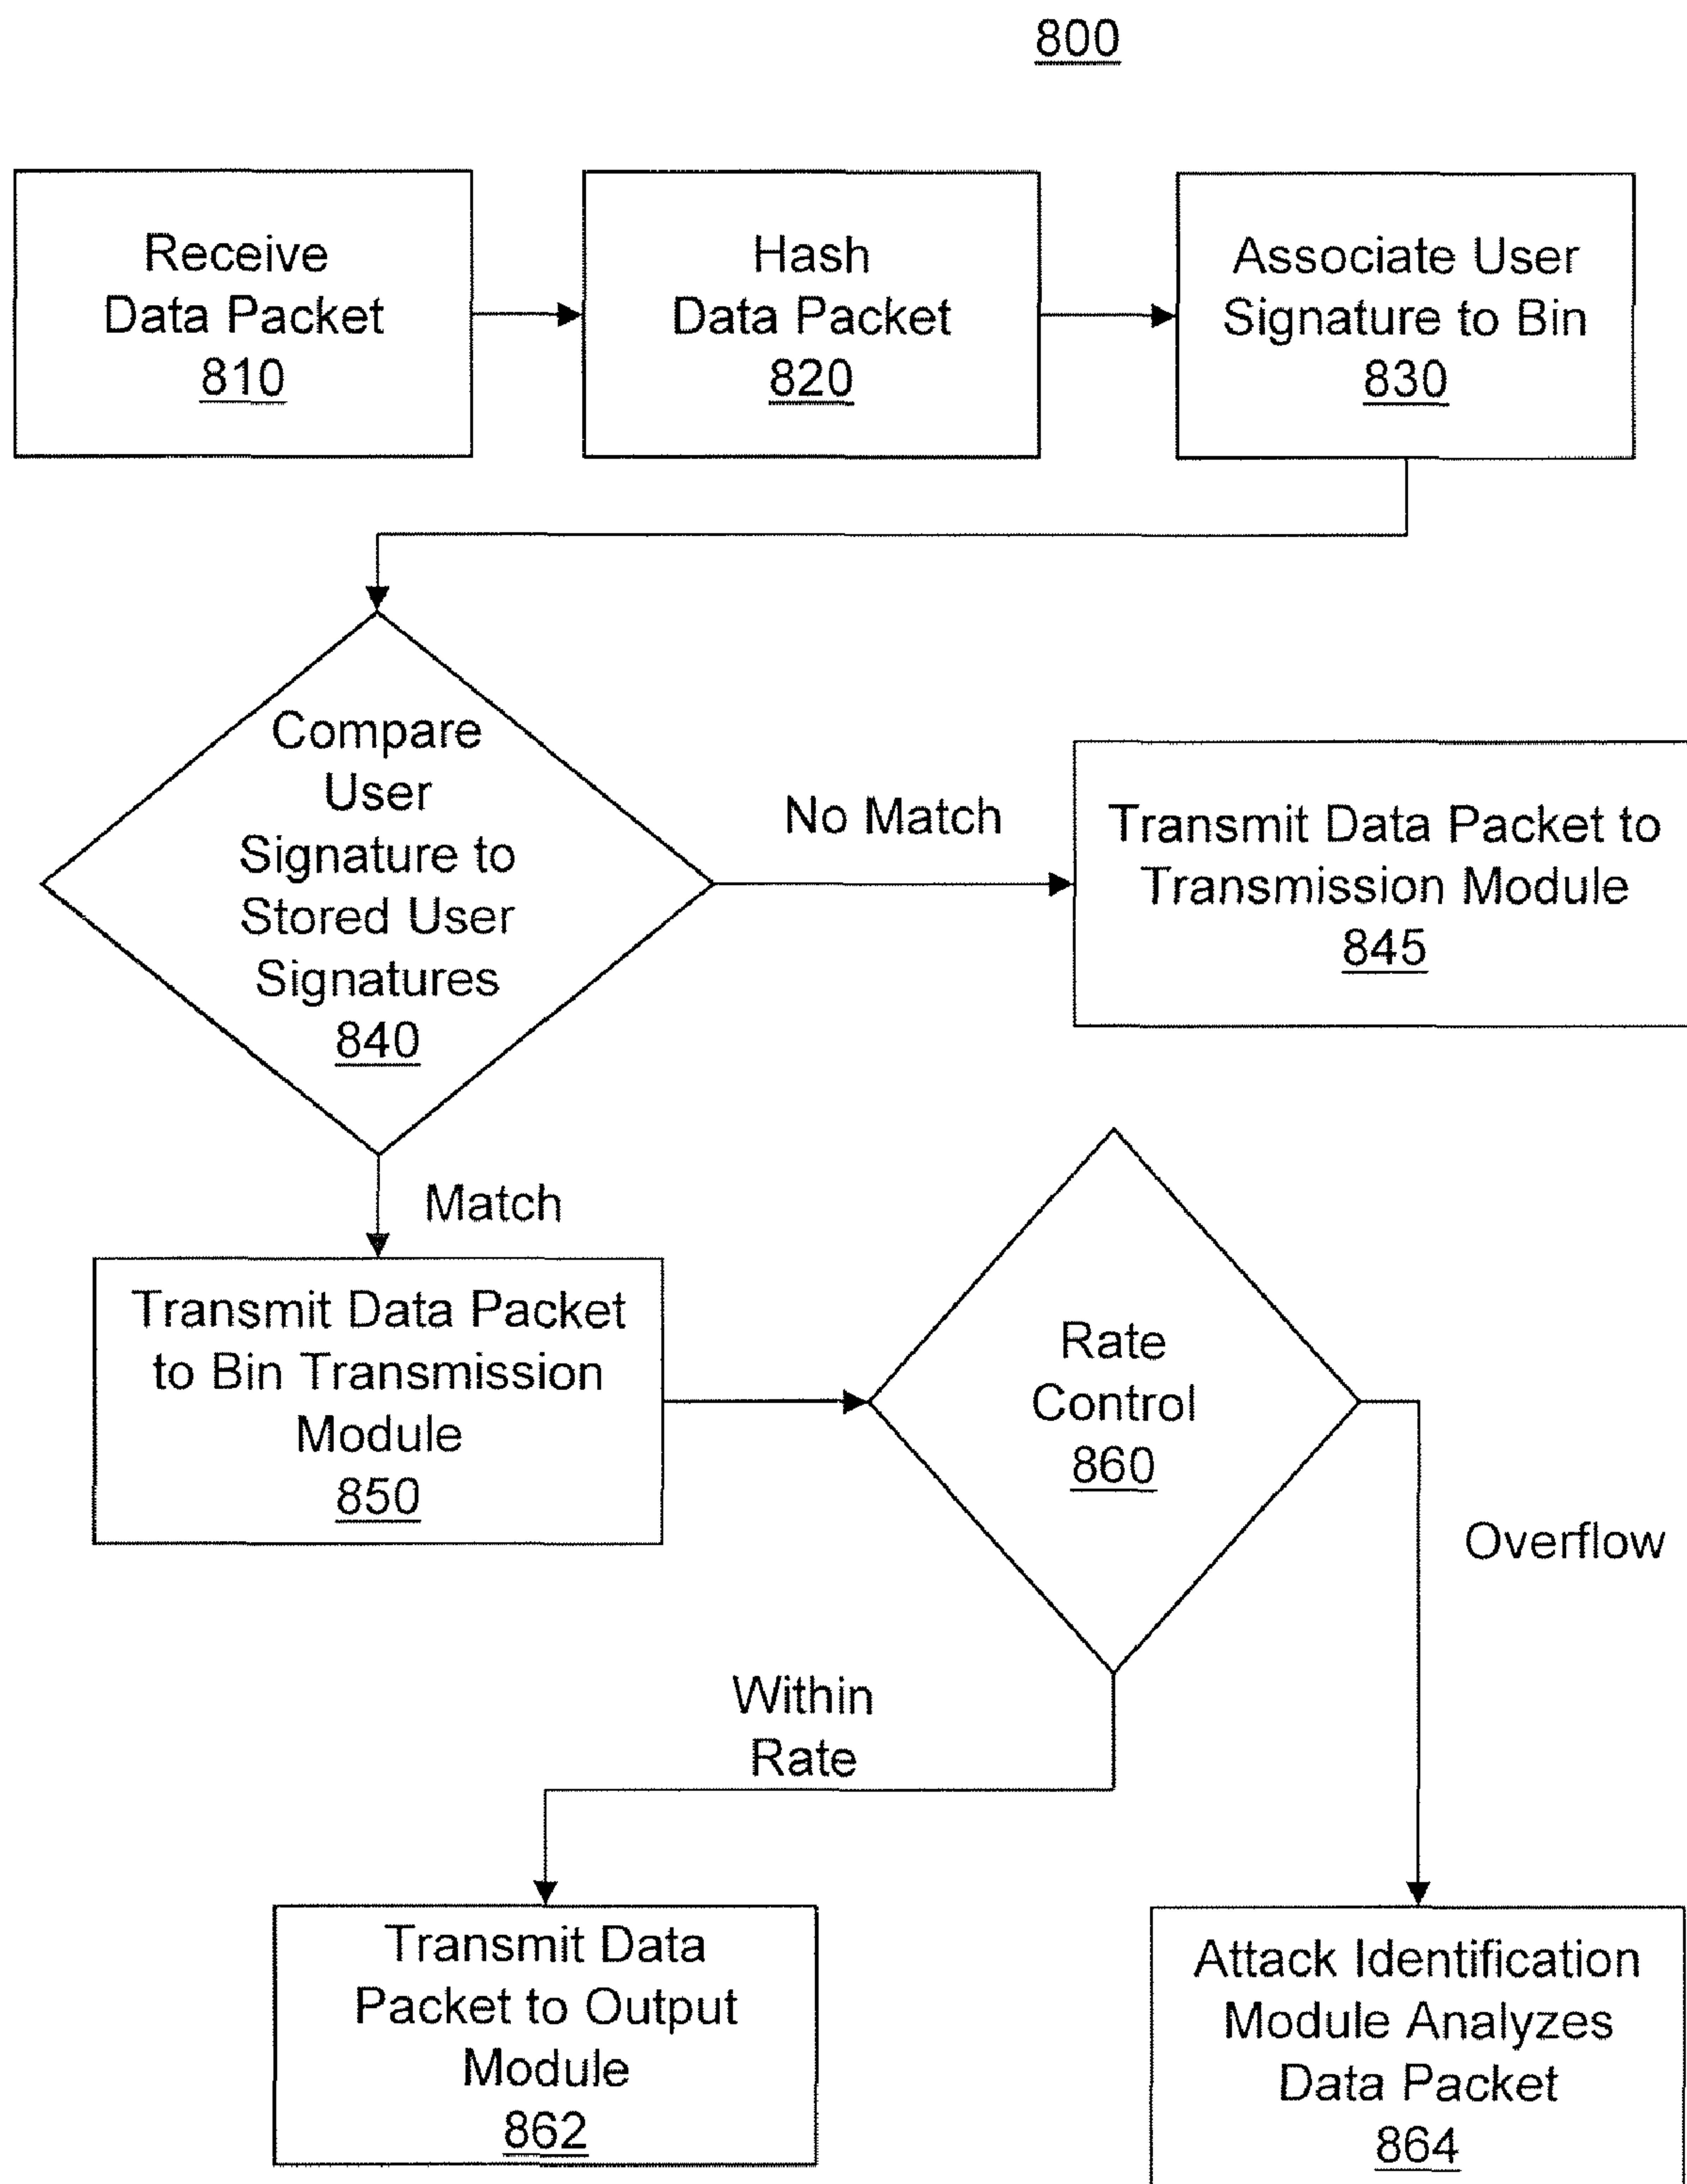 800
Receive
Data Packet
810
Hash
Data Packet
820
Associate User
Signature to Bin
830
Compare
User
Signature to
Stored User
Signatures
840
No Match
Transmit Data Packet to
Transmission Module
845
Match
Transmit Data Packet
to Bin Transmission
Module
850
Rate
Control
860
Overflow
Within
Rate
Transmit Data
Packet to Output
Module
862
Attack Identification
Module Analyzes
Data Packet
864